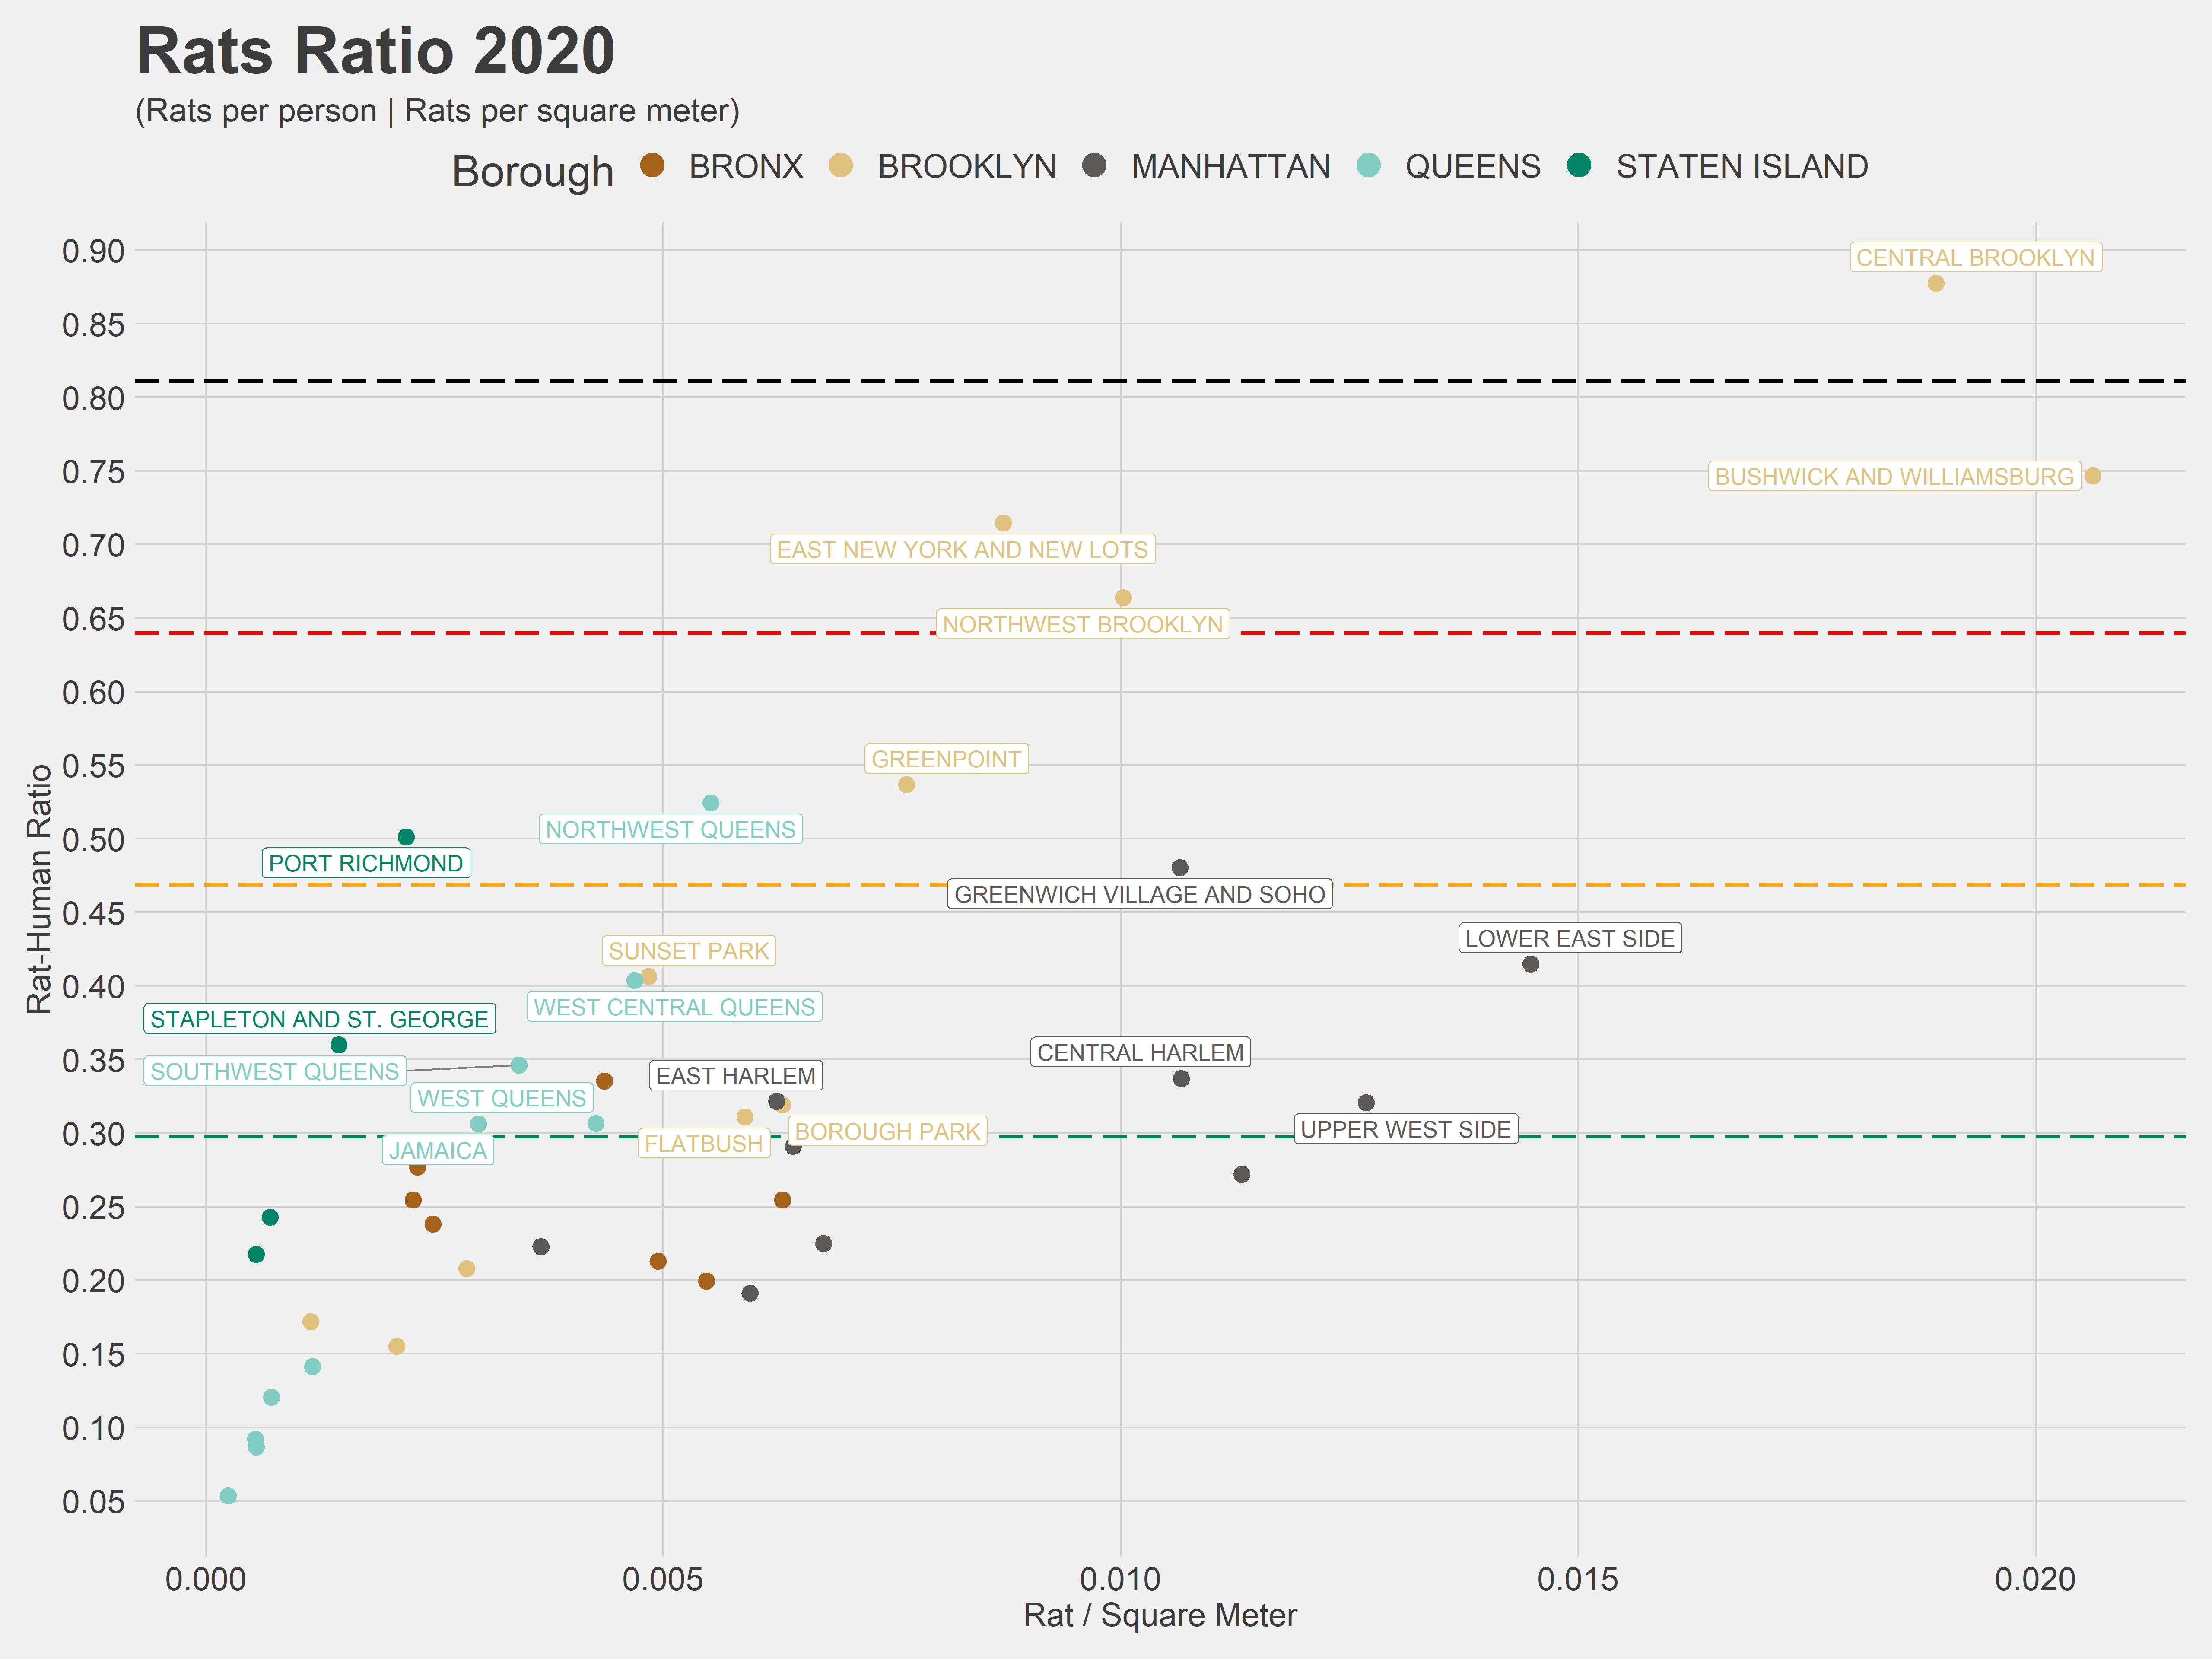 Rats Ratio 2020
(Rats per person | Rats per square meter)
Borough BRONX BROOKLYN MANHATTAN QUEENS STATEN ISLAND
0.90
CENTRAL BROOKLYN
0.85
0.80
0.75
BUSHWICK AND WILLIAMSBURG
0.70
EAST NEW YORK AND NEW LOTS
0.65
NORTHWEST BROOKLYN
0.60
0.55
GREENPOINT
NORTHWEST QUEENS
0.50
PORT RICHMOND
GREENWICH VILLAGE AND SOHO
0.45
LOWER EAST SIDE
SUNSET PARK
0.40
WEST CENTRAL QUEENS
STAPLETON AND ST. GEORGE
0.35
CENTRAL HARLEM
SOUTHWEST QUEENS
EAST HARLEM
WEST QUEENS
0.30
UPPER WEST SIDE
BOROUGH PARK
FLATBUSH
JAMAICA
0.25
0.20
0.15
0.10
0.05
Rat-Human Ratio
0.000 0.005 0.010 0.015 0.020
Rat / Square Meter